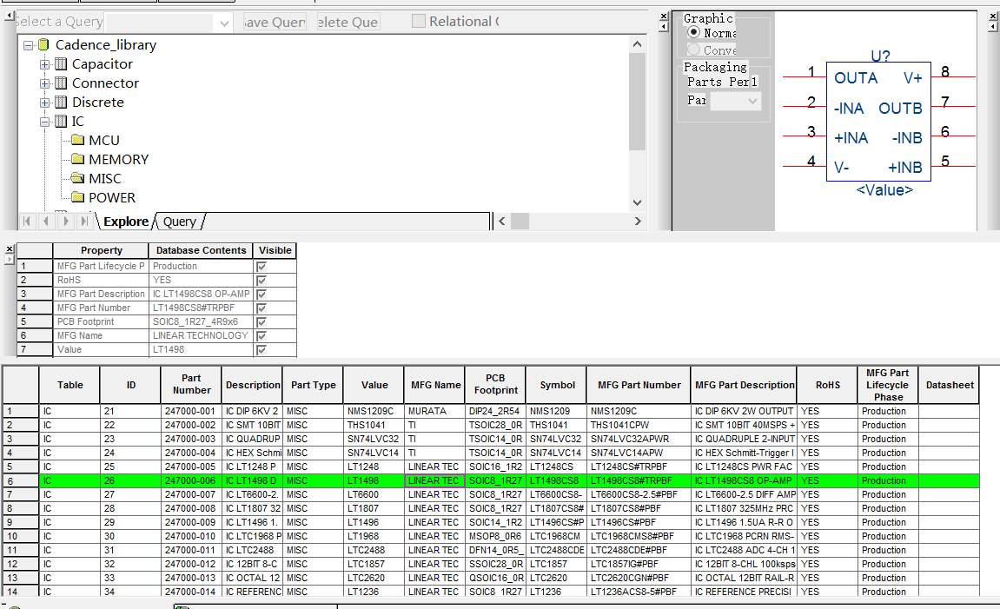 Select a Query
Save Quer
elete Que
Relational
Cadence_library
Capacitor
Connector
Discrete
IC
MCU
MEMORY
MISC
POWER
Explore Query
Graphic
Norma
Conve
Packaging
Parts Per 1
Par
U?
1 OUTA V+ 8
2 -INA OUTB 7
3 +INA -INB 6
4 V- +INB 5
<Value>
Property Database Contents Visible
1 MFG Part Lifecycle P Production
2 RoHS YES
3 MFG Part Description IC LT1498CS8 OP-AMP
4 MFG Part Number LT1498CS8#TRPBF
5 PCB Footprint SOIC8_1R27_4R9x6
6 MFG Name LINEAR TECHNOLOGY
7 Value LT1498
Table ID Part Number Description Part Type Value MFG Name PCB Footprint Symbol MFG Part Number MFG Part Description RoHS MFG Part Lifecycle Phase Datasheet
1 IC 21 247000-001 IC DIP 6KV 2 MISC NMS1209C MURATA DIP24_2R54 NMS1209 NMS1209C IC DIP 6KV 2W OUTPUT YES Production
2 IC 22 247000-002 IC SMT 10BIT MISC THS1041 TI TSOIC28_0R THS1041 THS1041CPW IC SMT 10BIT 40MSPS + YES Production
3 IC 23 247000-003 IC QUADRUP MISC SN74LVC32 TI TSOIC14_0R SN74LVC32 SN74LVC32APWR IC QUADRUPLE 2-INPUT YES Production
4 IC 24 247000-004 IC HEX Schmi MISC SN74LVC14 TI TSOIC14_0R SN74LVC14 SN74LVC14APW IC HEX Schmitt-Trigger I YES Production
5 IC 25 247000-005 IC LT1248 P MISC LT1248 LINEAR TEC SOIC16_1R2 LT1248CS LT1248CS#TRPBF IC LT1248CS PWR FAC YES Production
6 IC 26 247000-006 IC LT1498 D MISC LT1498 LINEAR TEC SOIC8_1R27 LT1498CS8 LT1498CS8#TRPBF IC LT1498CS8 OP-AMP YES Production
7 IC 27 247000-007 IC LT6600-2. MISC LT6600 LINEAR TEC SOIC8_1R27 LT6600CS8- LT6600CS8-2.5#PBF IC LT6600-2.5 DIFF AMP YES Production
8 IC 28 247000-008 IC LT1807 32 MISC LT1807 LINEAR TEC SOIC8_1R27 LT1807CS8# LT1807CS8#PBF IC LT1807 325MHz PRC YES Production
9 IC 29 247000-009 IC LT1496 1. MISC LT1496 LINEAR TEC SOIC14_1R2 LT1496CS#P LT1496CS#PBF IC LT1496 1.5UA R-R O YES Production
10 IC 30 247000-010 IC LTC1968 P MISC LT1968 LINEAR TEC MSOP8_0R6 LTC1968CM LTC1968CMS8#PBF IC LTC1968 PCRN RMS- YES Production
11 IC 31 247000-011 IC LTC2488 MISC LTC2488 LINEAR TEC DFN14_0R5_ LTC2488CDE LTC2488CDE#PBF IC LTC2488 ADC 4-CH 1 YES Production
12 IC 32 247000-012 IC 12BIT 8-C MISC LTC1857 LINEAR TEC SSOIC28_0R LTC1857 LTC1857IG#PBF IC 12BIT 8-CHL 100ksps YES Production
13 IC 33 247000-013 IC OCTAL 12 MISC LTC2620 LINEAR TEC QSOIC16_0R LTC2620 LTC2620CGN#PBF IC OCTAL 12BIT RAIL-R YES Production
14 IC 34 247000-014 IC REFERENC MISC LT1236 LINEAR TEC SOIC8_1R27 LT1236 LT1236ACS8-5#PBF IC REFERENCE PRECISI YES Production